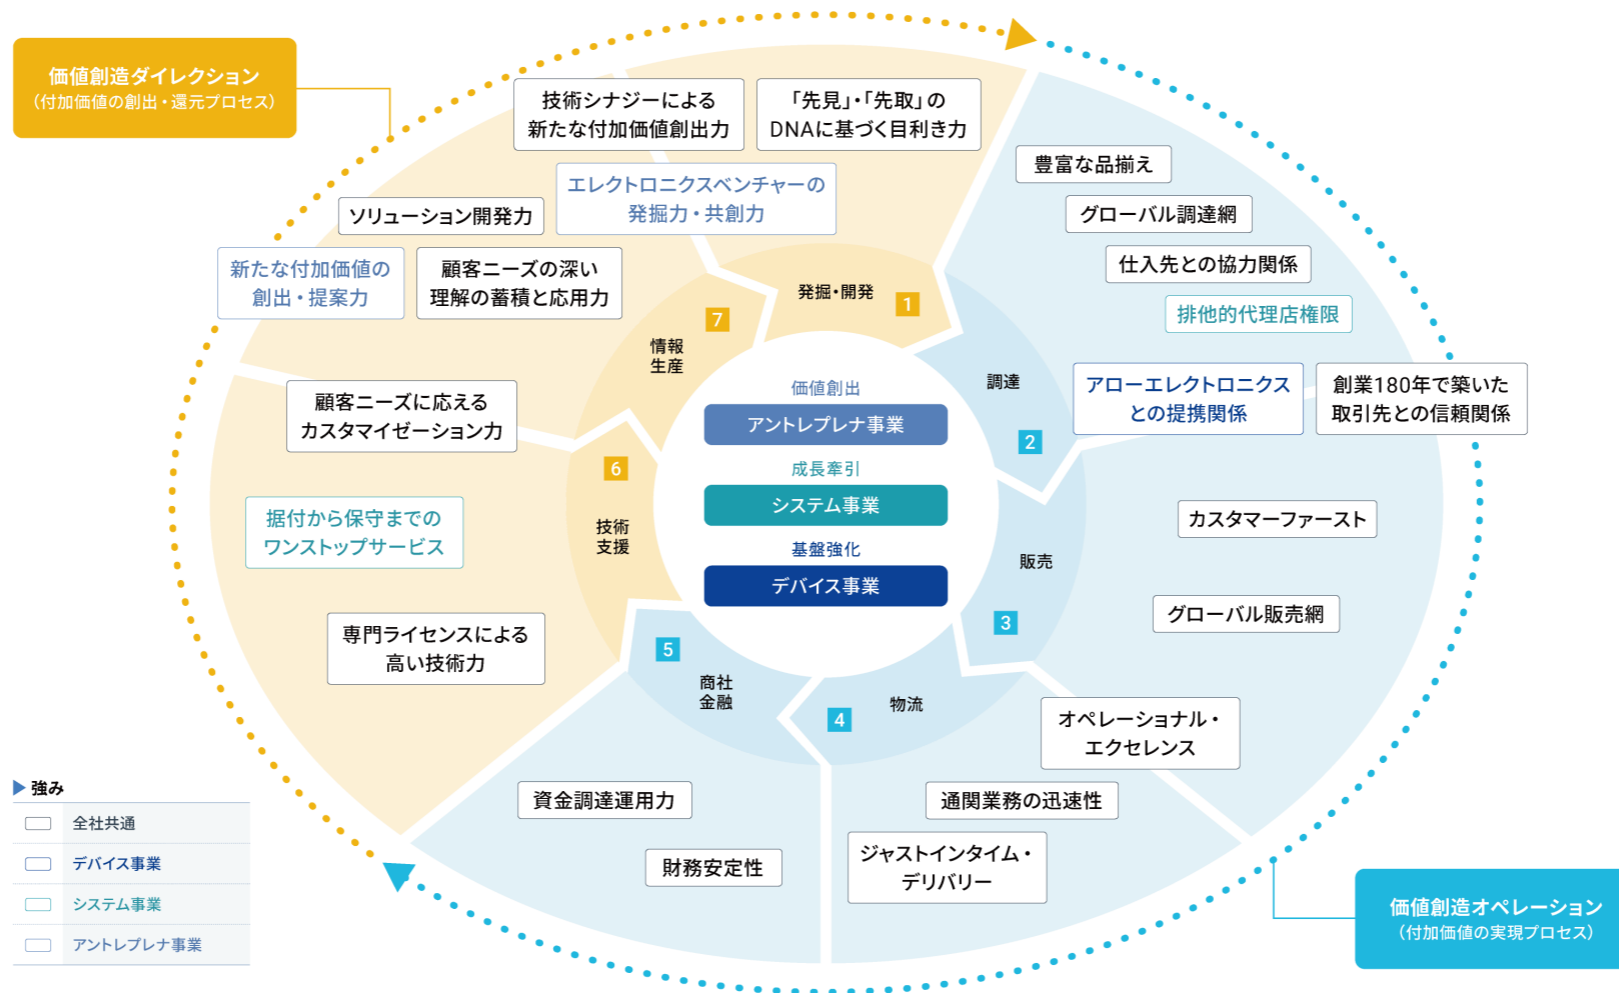 価値創造ダイレクション
（付加価値の創出・還元プロセス）
技術シナジーによる
新たな付加価値創出力
「先見」・「先取」の
DNAに基づく目利き力
エレクトロニクスベンチャーの
発掘力・共創力
ソリューション開発力
新たな付加価値の
創出・提案力
顧客ニーズの深い
理解の蓄積と応用力
豊富な品揃え
グローバル調達網
仕入先との協力関係
排他的代理店権限
アローエレクトロニクス
との提携関係
創業180年で築いた
取引先との信頼関係
発掘・開発
1
調達
2
販売
3
物流
4
商社
金融
5
技術
支援
6
情報
生産
7
価値創出
アントレプレナ事業
成長牽引
システム事業
基盤強化
デバイス事業
顧客ニーズに応える
カスタマイゼーション力
据付から保守までの
ワンストップサービス
専門ライセンスによる
高い技術力
カスタマーファースト
グローバル販売網
オペレーショナル・
エクセレンス
通関業務の迅速性
ジャストインタイム・
デリバリー
資金調達運用力
財務安定性
強み
全社共通
デバイス事業
システム事業
アントレプレナ事業
価値創造オペレーション
（付加価値の実現プロセス）